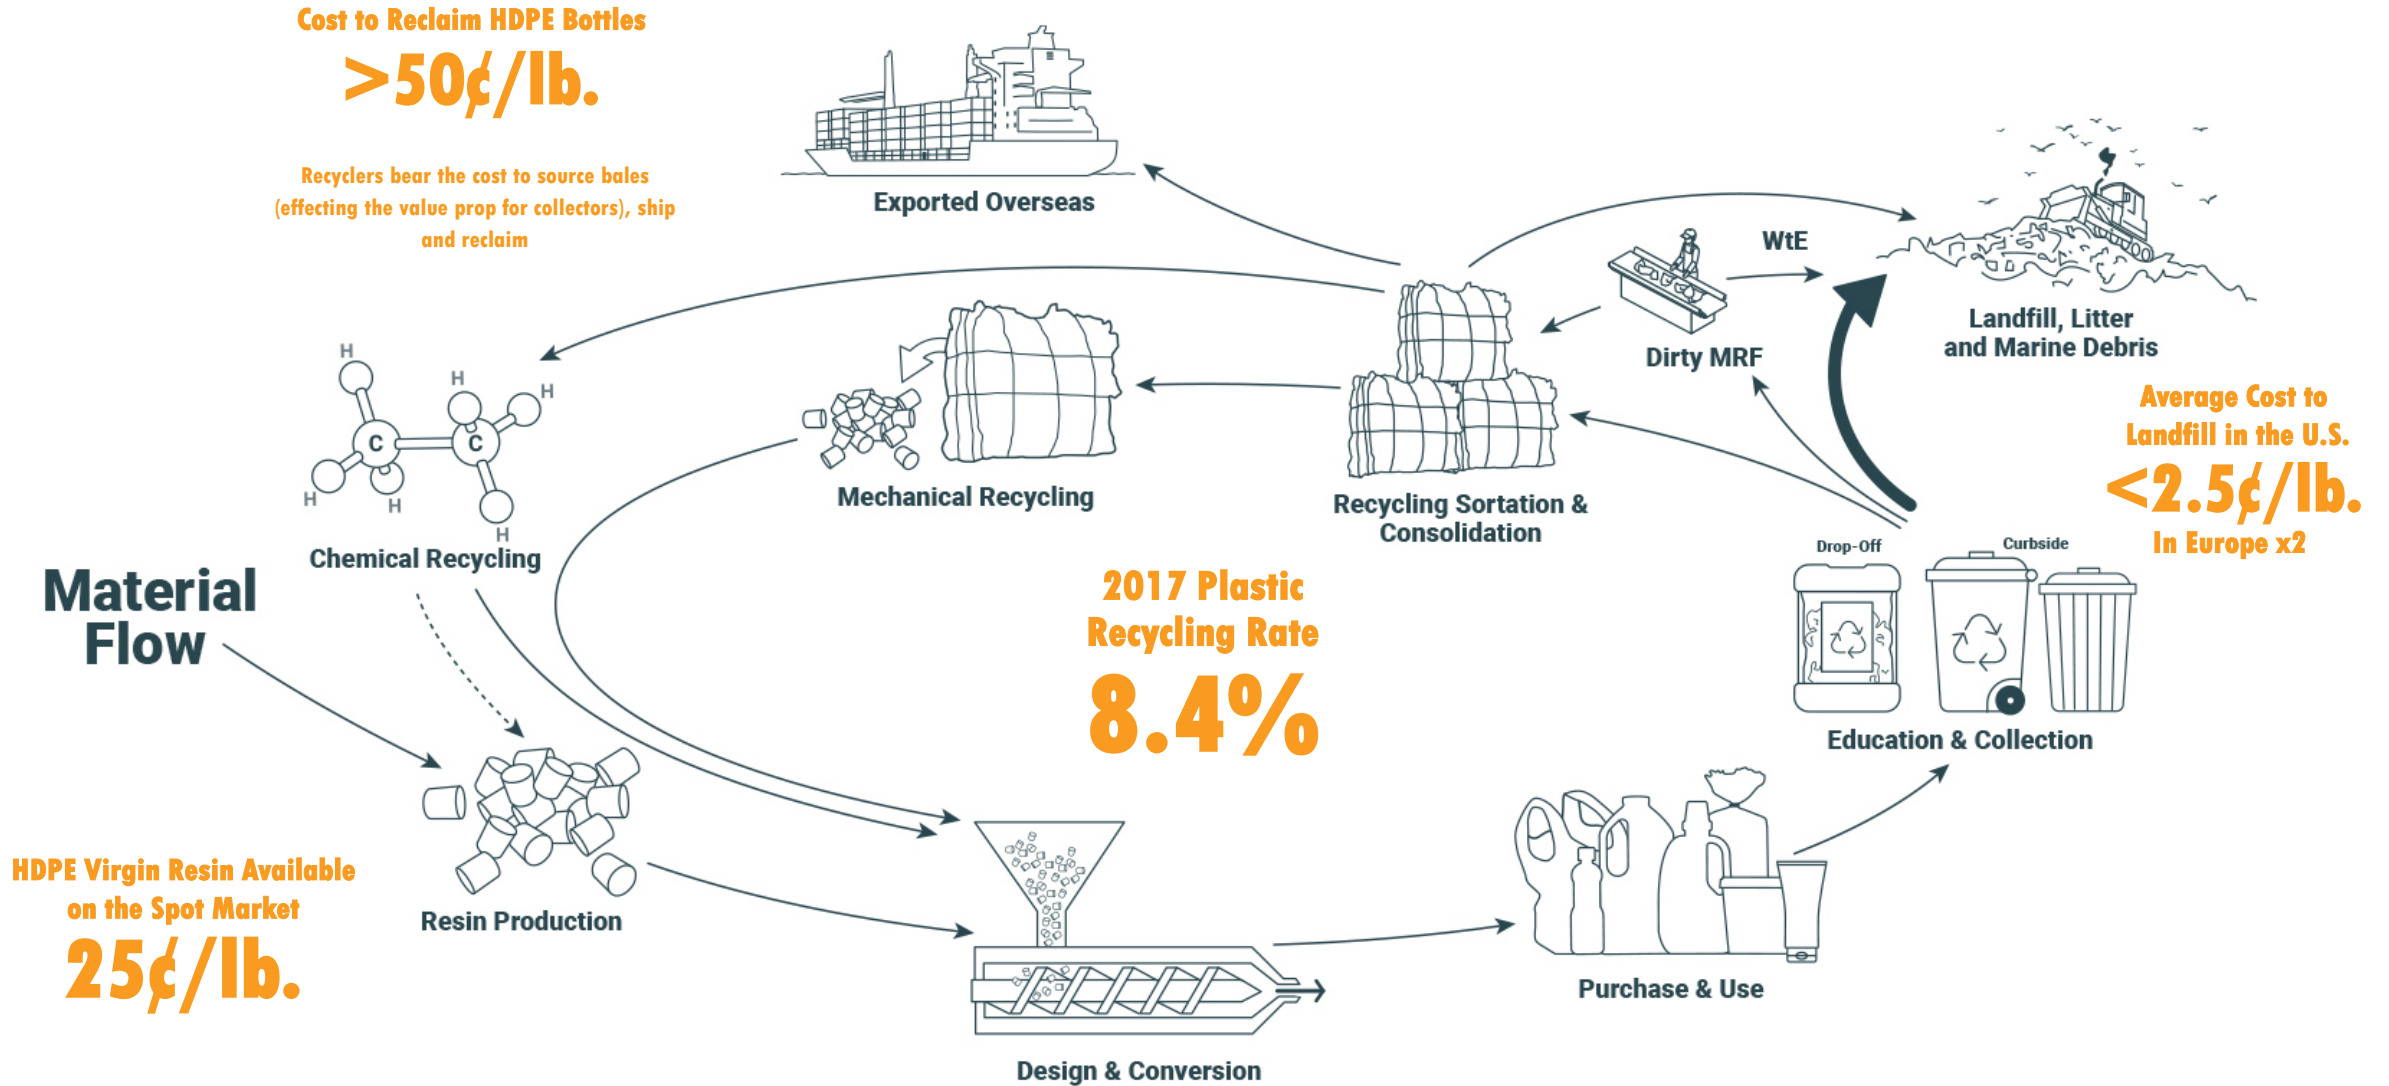 Cost to Reclaim HDPE Bottles
>50¢/lb.
Recyclers bear the cost to source bales
(effecting the value prop for collectors), ship
and reclaim
Exported Overseas
WtE
Dirty MRF
Landfill, Litter
and Marine Debris
Average Cost to
Landfill in the U.S.
<2.5¢/lb.
In Europe x2
H
H
H
C
C
H
H
H
Chemical Recycling
Mechanical Recycling
Recycling Sortation &
Consolidation
Drop-Off
Curbside
Education & Collection
Material
Flow
2017 Plastic
Recycling Rate
8.4%
HDPE Virgin Resin Available
on the Spot Market
25¢/lb.
Resin Production
Purchase & Use
Design & Conversion